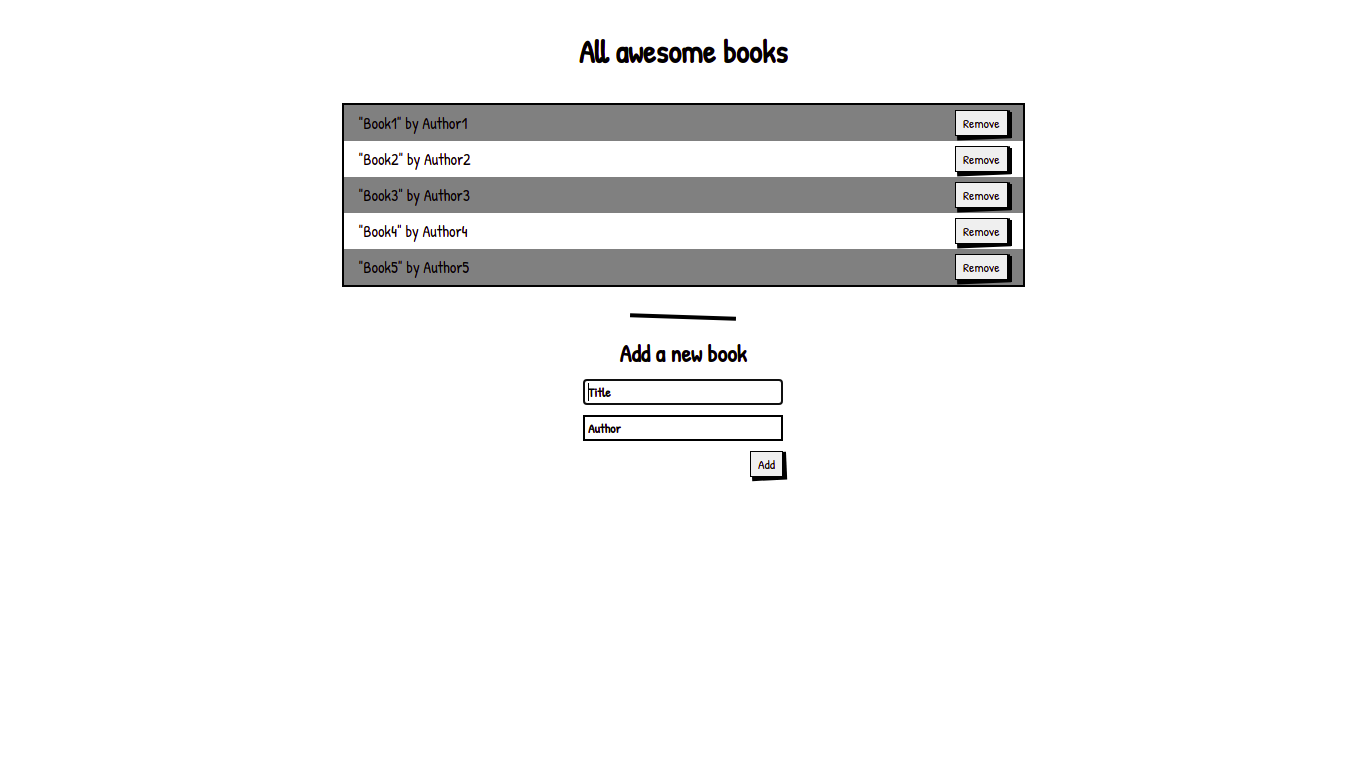 All awesome books
"Book1" by Author1 Remove
"Book2" by Author2 Remove
"Book3" by Author3 Remove
"Book4" by Author4 Remove
"Book5" by Author5 Remove
Add a new book
Title
Author
Add